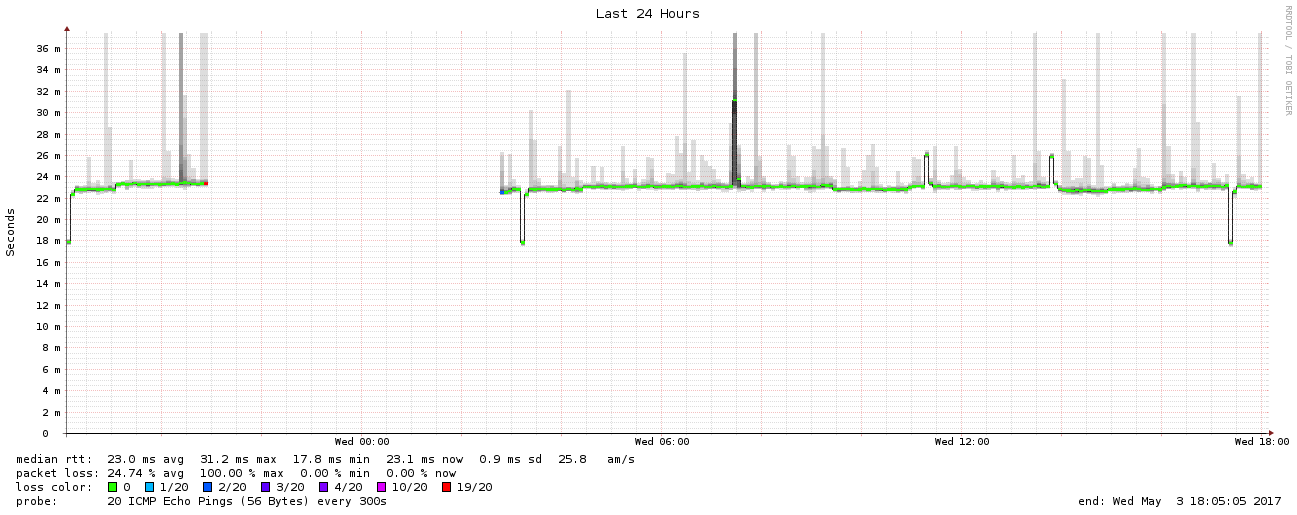 Last 24 Hours
RRDTOOL / TOBI OETIKER
Seconds
36 m
34 m
32 m
30 m
28 m
26 m
24 m
22 m
20 m
18 m
16 m
14 m
12 m
10 m
8 m
6 m
4 m
2 m
0
Wed 00:00 Wed 06:00 Wed 12:00 Wed 18:00
median rtt: 23.0 ms avg 31.2 ms max 17.8 ms min 23.1 ms now 0.9 ms sd 25.8 am/s
packet loss: 24.74 % avg 100.00 % max 0.00 % min 0.00 % now
loss color: 0 1/20 2/20 3/20 4/20 10/20 19/20
probe: 20 ICMP Echo Pings (56 Bytes) every 300s end: Wed May 3 18:05:05 2017